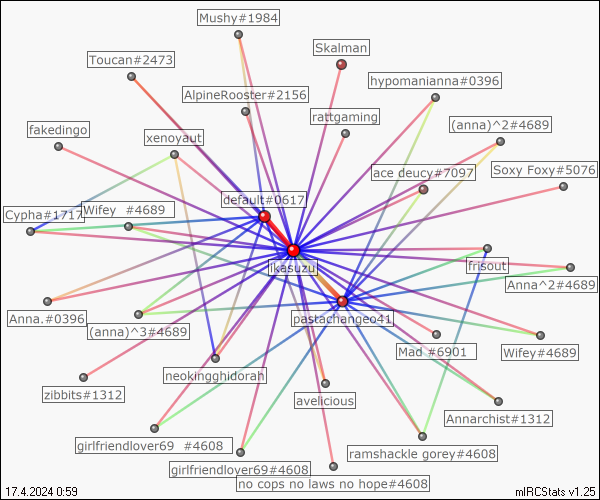 Mushy#1984
Skalman
Toucan#2473
hypomanianna#0396
AlpineRooster#2156
rattgaming
(anna)^2#4689
fakedingo
xenoyaut
ace deucy#7097
Soxy Foxy#5076
default#0617
Cypha#1717
Wifey #4689
jikasuzuj
frisout
Anna^2#4689
Anna.#0396
(anna)^3#4689
pastachangeo41
Mad #6901
Wifey#4689
neokingghidorah
zibbits#1312
avelicious
Annarchist#1312
girlfriendlover69 #4608
ramshackle gorey#4608
girlfriendlover69#4608
no cops no laws no hope#4608
17.4.2024 0:59
mIRCStats v1.25